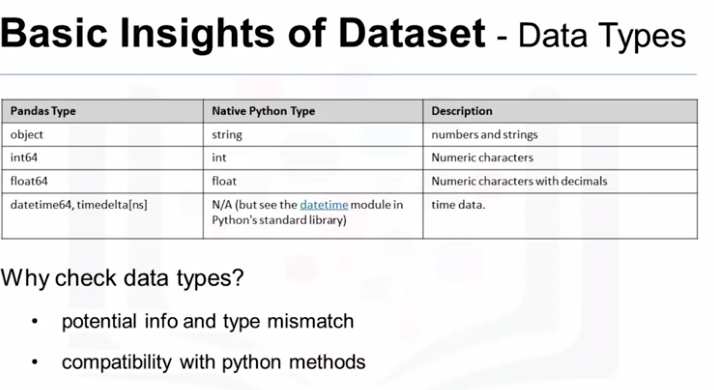 Basic Insights of Dataset - Data Types
Pandas Type Native Python Type Description
object string numbers and strings
int64 int Numeric characters
float64 float Numeric characters with decimals
datetime64, timedelta[ns] N/A (but see the datetime module in time data.
Python's standard library)
Why check data types?
• potential info and type mismatch
• compatibility with python methods